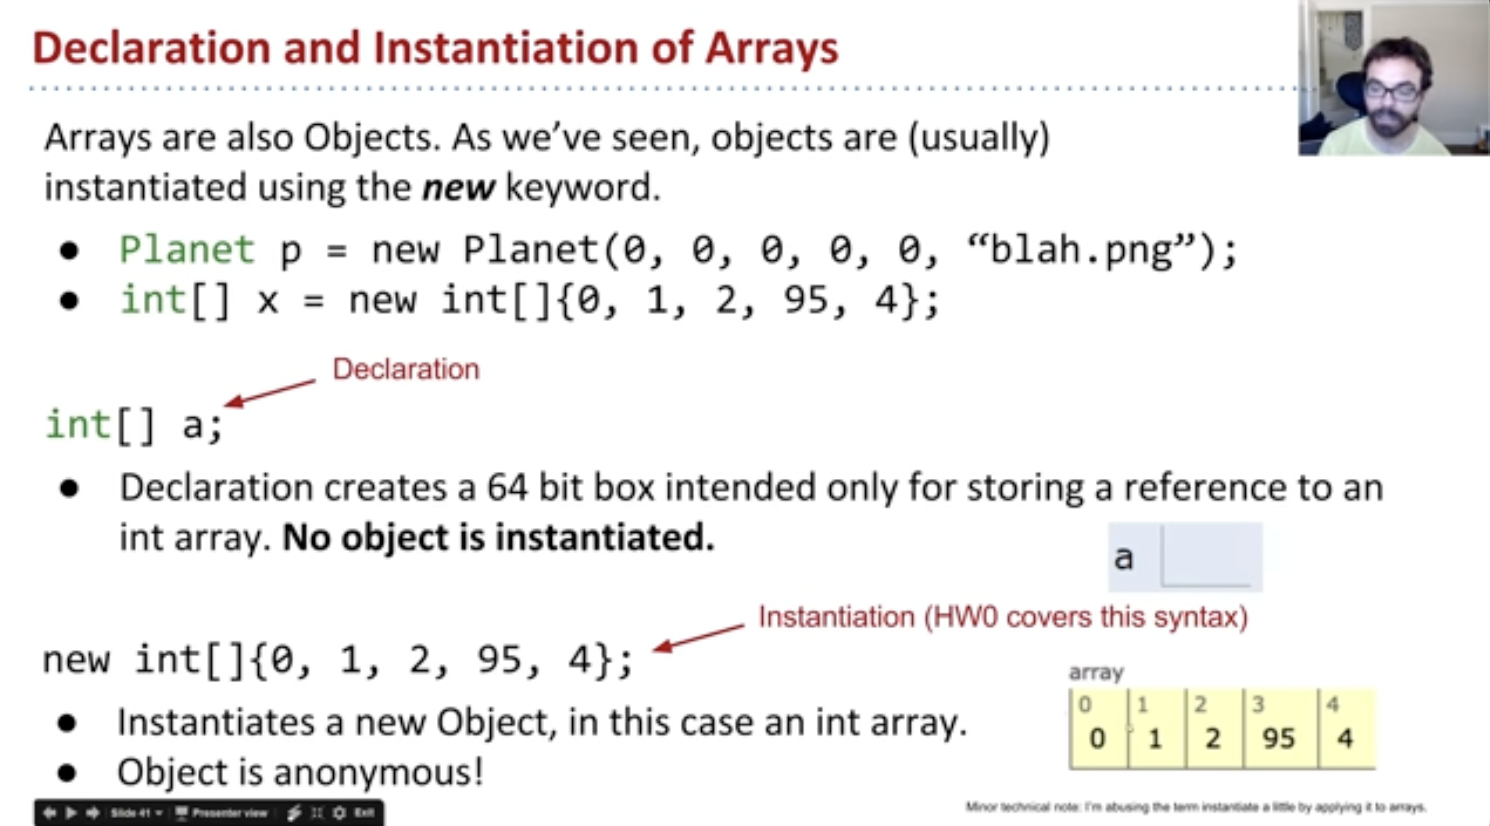 Declaration and Instantiation of Arrays
Arrays are also Objects. As we’ve seen, objects are (usually)
instantiated using the new keyword.
● Planet p = new Planet(0, 0, 0, 0, 0, “blah.png”);
● int[] x = new int[]{0, 1, 2, 95, 4};
Declaration
int[] a;
● Declaration creates a 64 bit box intended only for storing a reference to an
int array. No object is instantiated.
a
Instantiation (HW0 covers this syntax)
new int[]{0, 1, 2, 95, 4};
array
0 1 2 3 4
0 1 2 95 4
● Instantiates a new Object, in this case an int array.
● Object is anonymous!
Slide 41 Presenter view Exit
Minor technical note: I'm abusing the term instantiate a little by applying it to arrays.